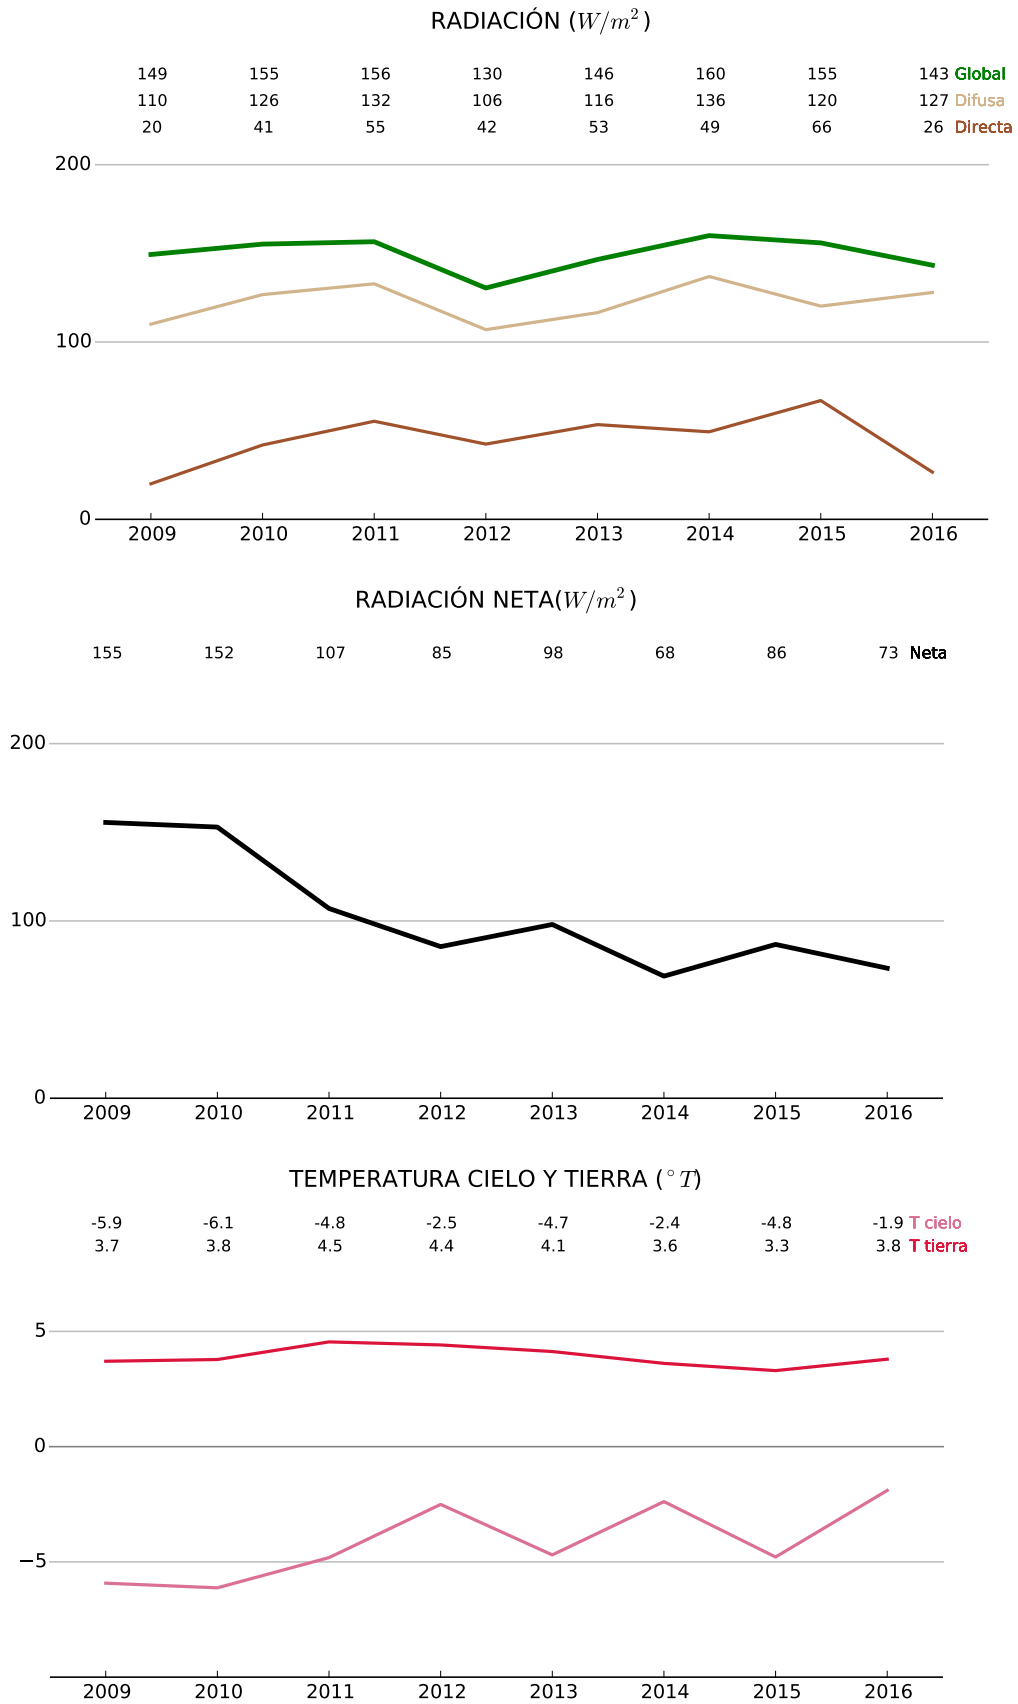 RADIACIÓN (W/m²)
149 155 156 130 146 160 155 143 Global
110 126 132 106 116 136 120 127 Difusa
20 41 55 42 53 49 66 26 Directa
200
100
0
2009 2010 2011 2012 2013 2014 2015 2016
RADIACIÓN NETA(W/m²)
155 152 107 85 98 68 86 73 Neta
200
100
0
2009 2010 2011 2012 2013 2014 2015 2016
TEMPERATURA CIELO Y TIERRA (°T)
-5.9 -6.1 -4.8 -2.5 -4.7 -2.4 -4.8 -1.9 T cielo
3.7 3.8 4.5 4.4 4.1 3.6 3.3 3.8 T tierra
5
0
−5
2009 2010 2011 2012 2013 2014 2015 2016